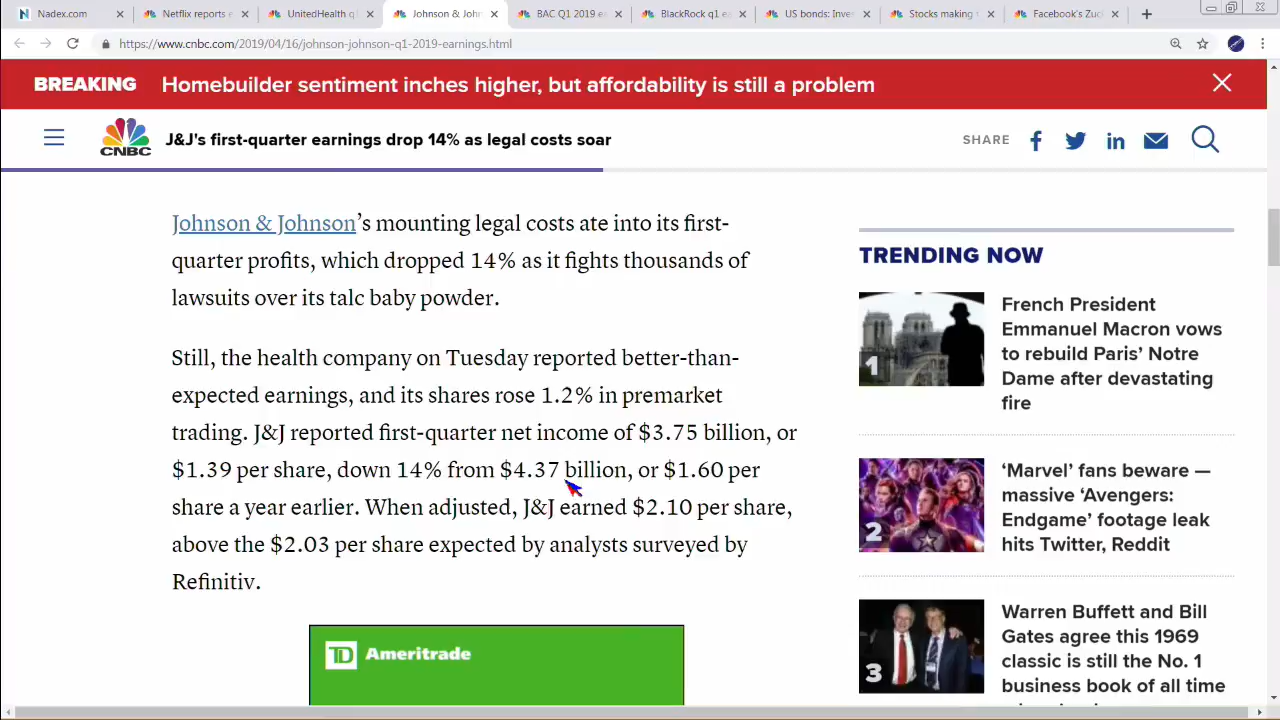 Nadex.com
Netflix reports e
UnitedHealth q
Johnson & John
BAC Q1 2019 ea
BlackRock q1 ea
US bonds: Inves
Stocks making t
Facebook's Zuc
https://www.cnbc.com/2019/04/16/johnson-johnson-q1-2019-earnings.html
BREAKING Homebuilder sentiment inches higher, but affordability is still a problem
CNBC
J&J's first-quarter earnings drop 14% as legal costs soar
SHARE
Johnson & Johnson’s mounting legal costs ate into its first-
quarter profits, which dropped 14% as it fights thousands of
lawsuits over its talc baby powder.
Still, the health company on Tuesday reported better-than-
expected earnings, and its shares rose 1.2% in premarket
trading. J&J reported first-quarter net income of $3.75 billion, or
$1.39 per share, down 14% from $4.37 billion, or $1.60 per
share a year earlier. When adjusted, J&J earned $2.10 per share,
above the $2.03 per share expected by analysts surveyed by
Refinitiv.
TD Ameritrade
TRENDING NOW
1
French President
Emmanuel Macron vows
to rebuild Paris’ Notre
Dame after devastating
fire
2
‘Marvel’ fans beware —
massive ‘Avengers:
Endgame’ footage leak
hits Twitter, Reddit
3
Warren Buffett and Bill
Gates agree this 1969
classic is still the No. 1
business book of all time